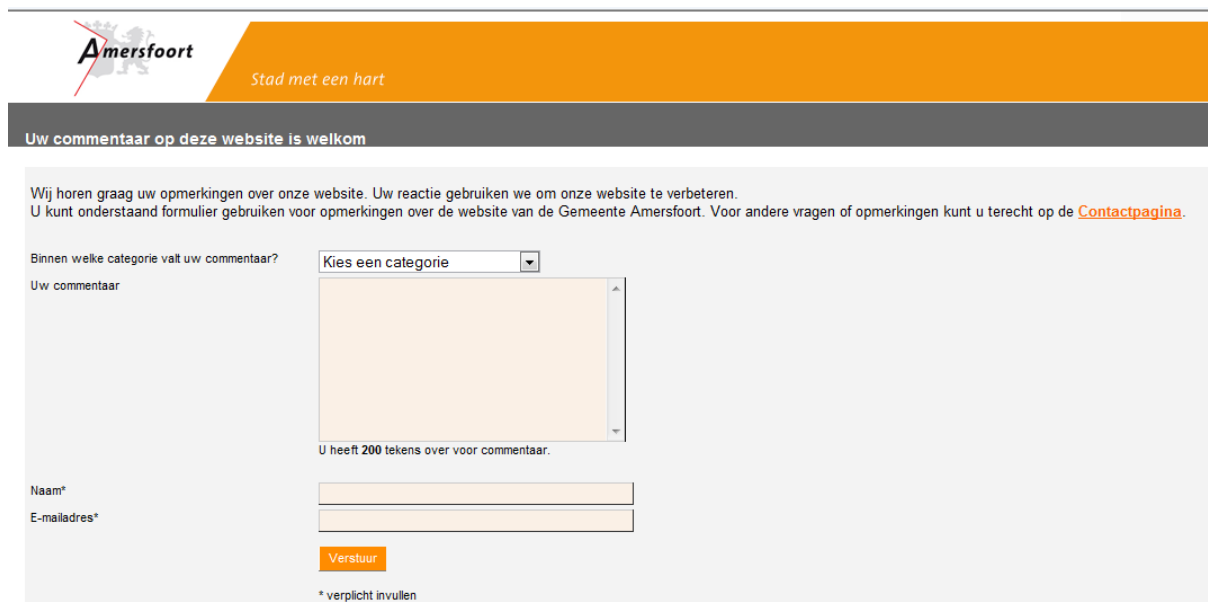 Amersfoort
Stad met een hart
Uw commentaar op deze website is welkom
Wij horen graag uw opmerkingen over onze website. Uw reactie gebruiken we om onze website te verbeteren.
U kunt onderstaand formulier gebruiken voor opmerkingen over de website van de Gemeente Amersfoort. Voor andere vragen of opmerkingen kunt u terecht op de Contactpagina.
Binnen welke categorie valt uw commentaar? Kies een categorie
Uw commentaar
U heeft 200 tekens over voor commentaar.
Naam*
E-mailadres*
Verstuur
* verplicht invullen